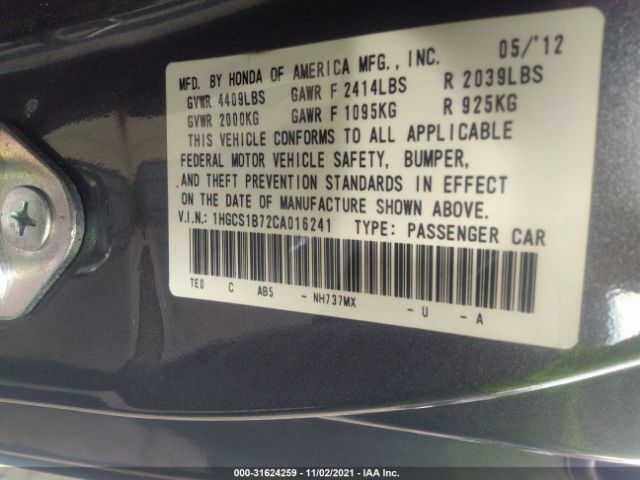 MFD. BY HONDA OF AMERICA MFG., INC. 05/'12
GVWR 4409LBS GAWR F 2414LBS R 2039LBS
GVWR 2000KG GAWR F 1095KG R 925KG
THIS VEHICLE CONFORMS TO ALL APPLICABLE
FEDERAL MOTOR VEHICLE SAFETY, BUMPER,
AND THEFT PREVENTION STANDARDS IN EFFECT
ON THE DATE OF MANUFACTURE SHOWN ABOVE.
V.I.N.: 1HGCS1B72CA016241 TYPE: PASSENGER CAR
TE0 C AB5 - NH737MX - U - A
000-31624259 - 11/02/2021 - IAA Inc.